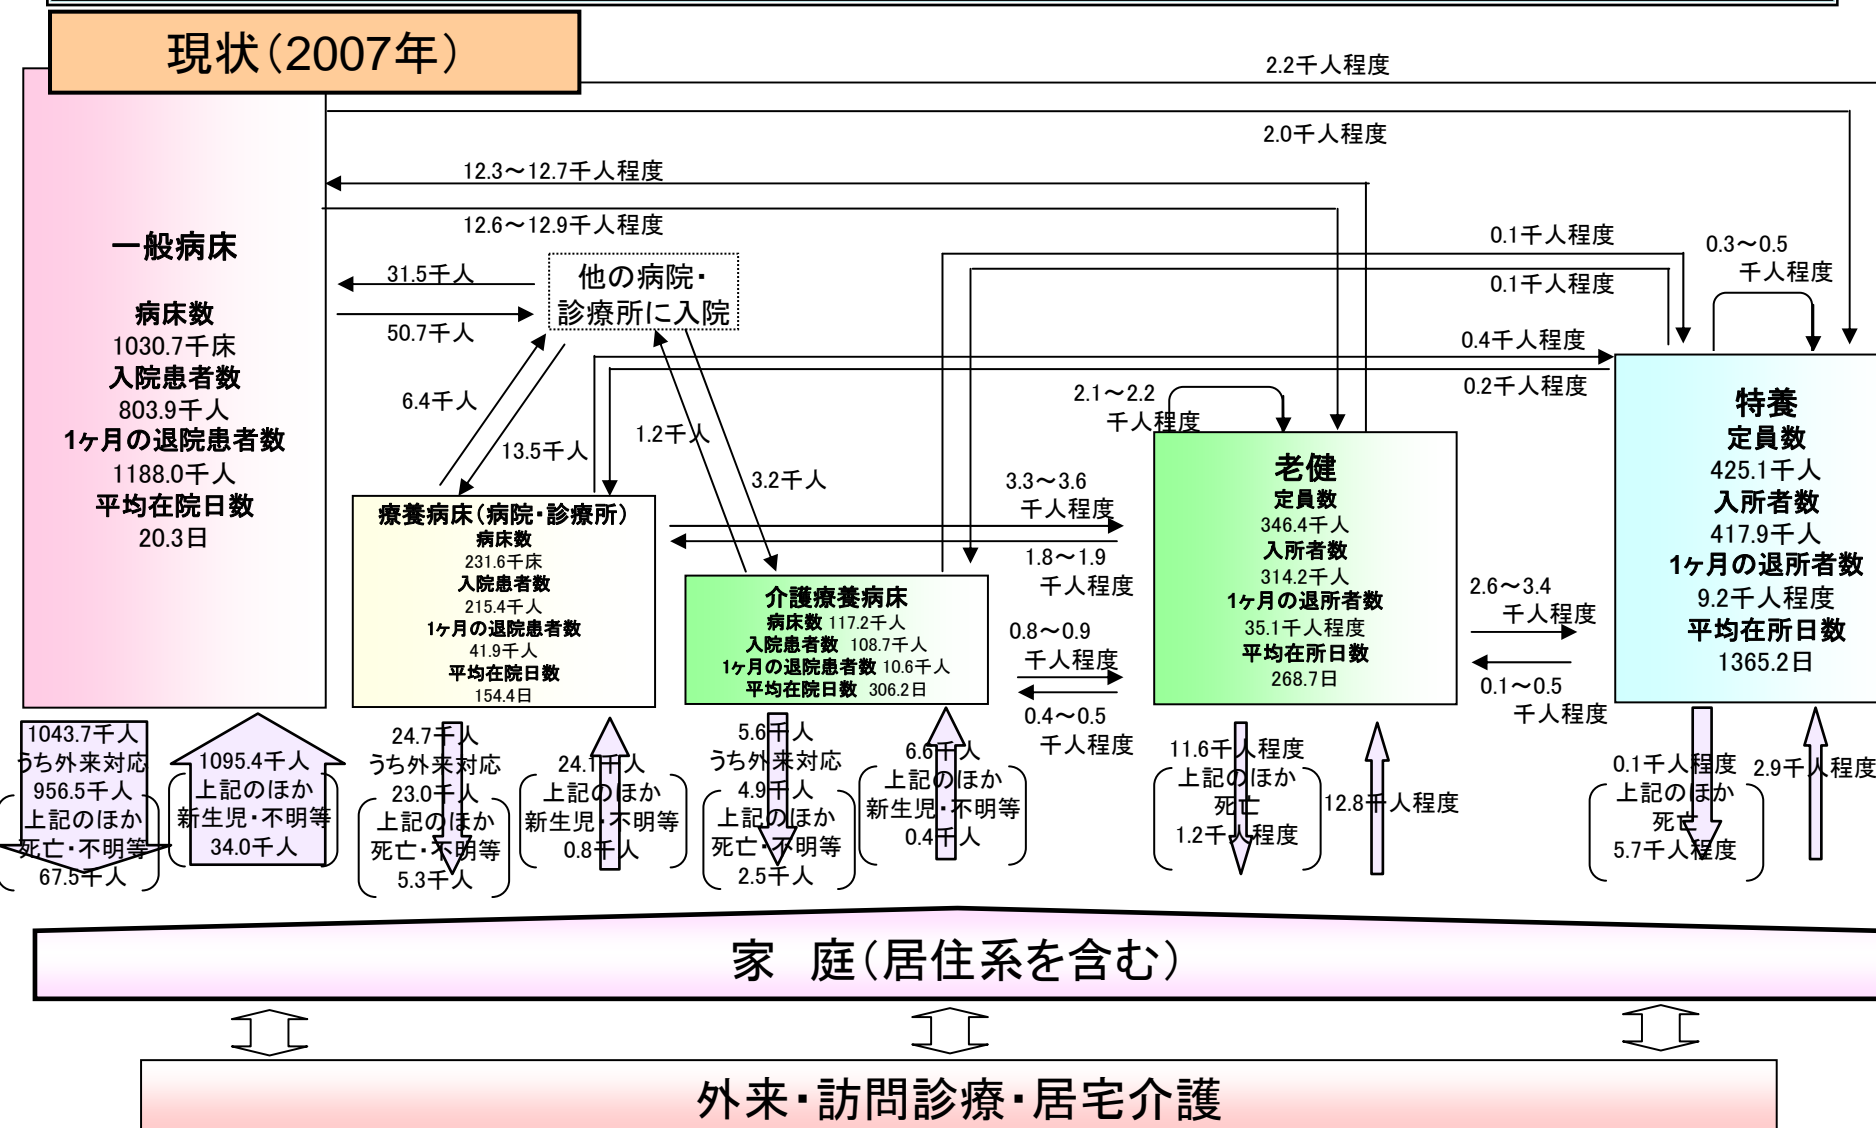 現状(2007年)
2.2千人程度
2.0千人程度
12.3～12.7千人程度
12.6～12.9千人程度
一般病床
病床数
1030.7千床
入院患者数
803.9千人
1ヶ月の退院患者数
1188.0千人
平均在院日数
20.3日
31.5千人
50.7千人
他の病院・
診療所に入院
0.1千人程度
0.1千人程度
0.3～0.5
千人程度
0.4千人程度
0.2千人程度
6.4千人
13.5千人
1.2千人
3.2千人
2.1～2.2
千人程度
療養病床(病院・診療所)
病床数
231.6千床
入院患者数
215.4千人
1ヶ月の退院患者数
41.9千人
平均在院日数
154.4日
介護療養病床
病床数 117.2千人
入院患者数 108.7千人
1ヶ月の退院患者数 10.6千人
平均在院日数 306.2日
3.3～3.6
千人程度
1.8～1.9
千人程度
0.8～0.9
千人程度
0.4～0.5
千人程度
老健
定員数
346.4千人
入所者数
314.2千人
1ヶ月の退所者数
35.1千人程度
平均在所日数
268.7日
2.6～3.4
千人程度
0.1～0.5
千人程度
特養
定員数
425.1千人
入所者数
417.9千人
1ヶ月の退所者数
9.2千人程度
平均在所日数
1365.2日
1043.7千人
うち外来対応
956.5千人
上記のほか
死亡・不明等
67.5千人
1095.4千人
上記のほか
新生児・不明等
34.0千人
24.7千人
うち外来対応
23.0千人
上記のほか
死亡・不明等
5.3千人
24.1千人
上記のほか
新生児・不明等
0.8千人
5.6千人
うち外来対応
4.9千人
上記のほか
死亡・不明等
2.5千人
6.6千人
上記のほか
新生児・不明等
0.4千人
11.6千人程度
上記のほか
死亡
1.2千人程度
12.8千人程度
0.1千人程度
上記のほか
死亡
5.7千人程度
2.9千人程度
家 庭(居住系を含む)
外来・訪問診療・居宅介護